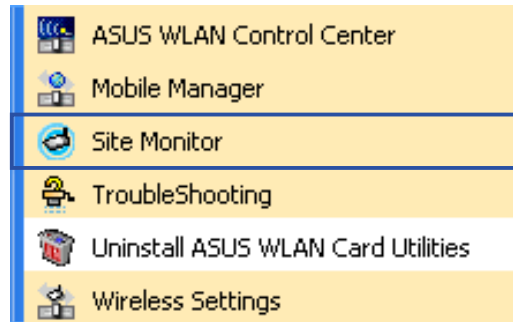 ASUS WLAN Control Center
Mobile Manager
Site Monitor
TroubleShooting
Uninstall ASUS WLAN Card Utilities
Wireless Settings